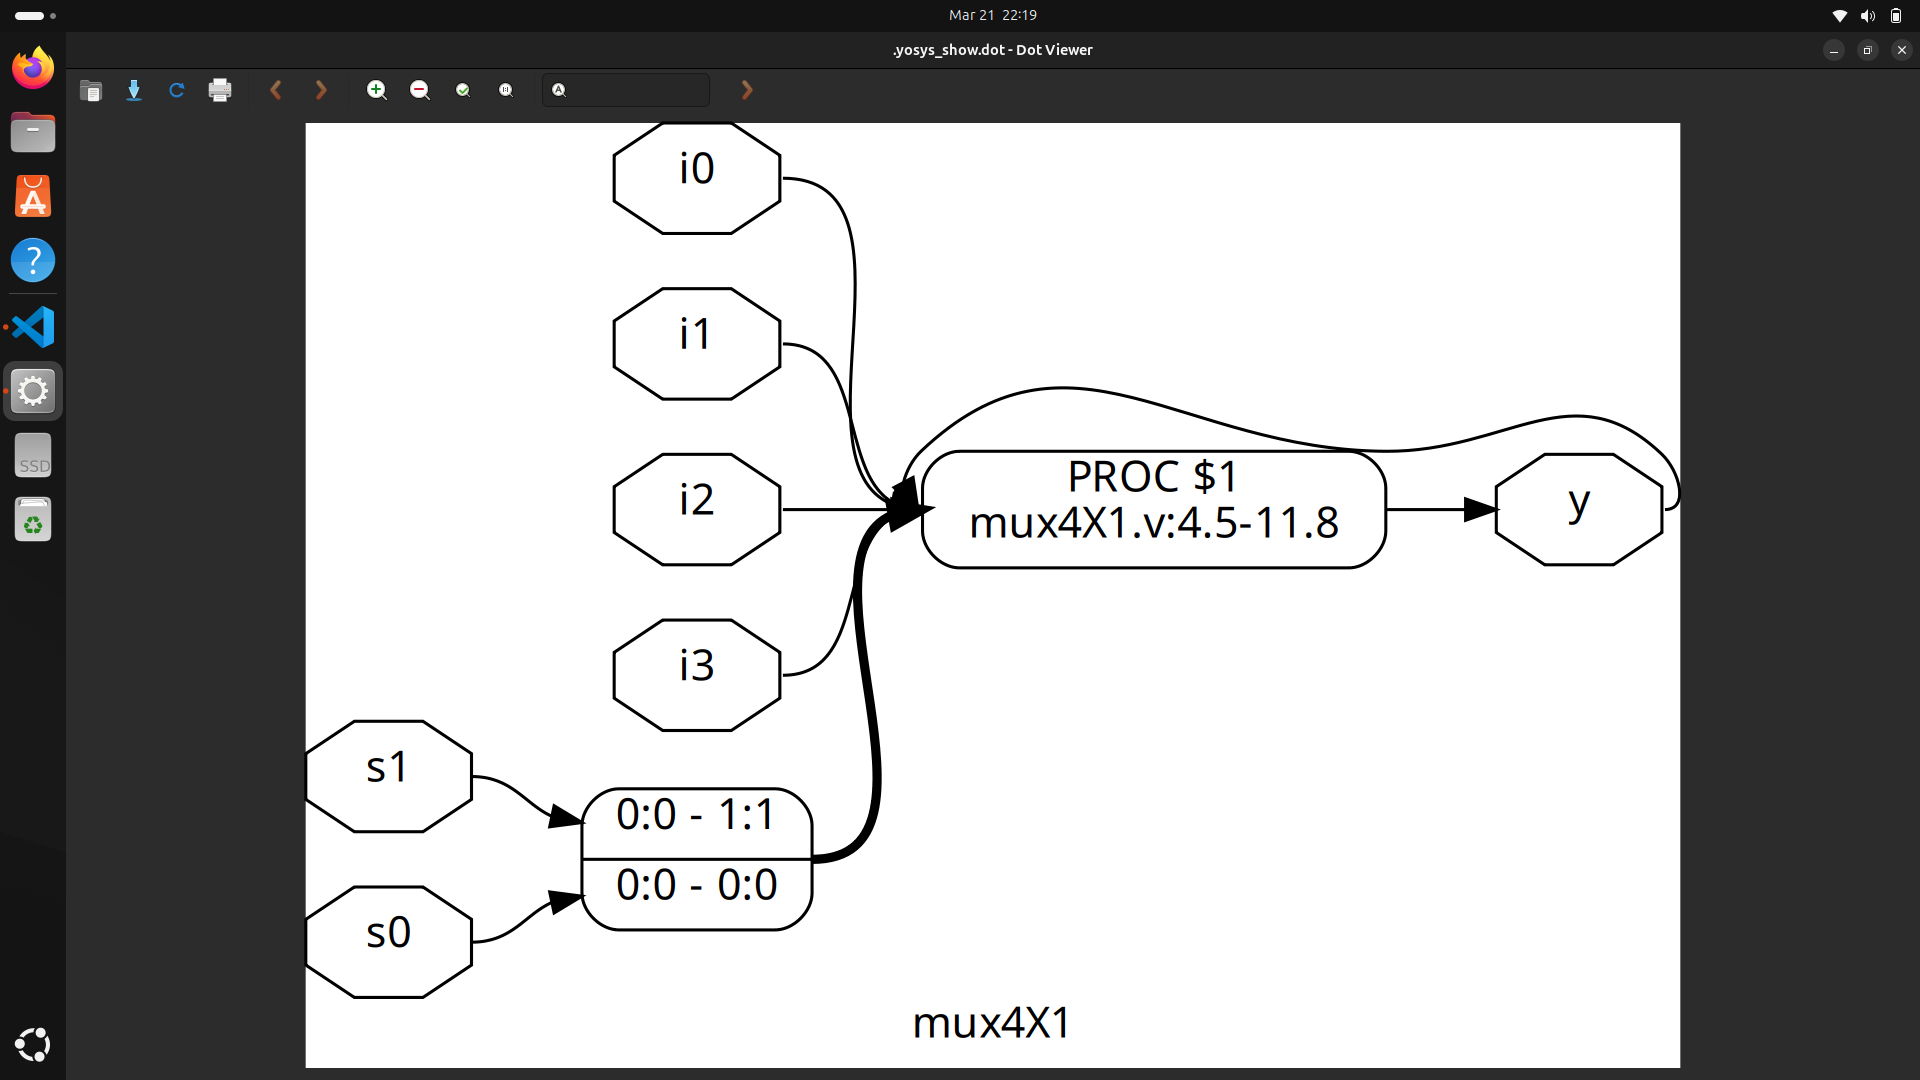 Mar 21 22:19
.yosys_show.dot - Dot Viewer
i0
i1
i2
i3
PROC $1
mux4X1.v:4.5-11.8
y
s1
s0
0:0 - 1:1
0:0 - 0:0
mux4X1
SSD